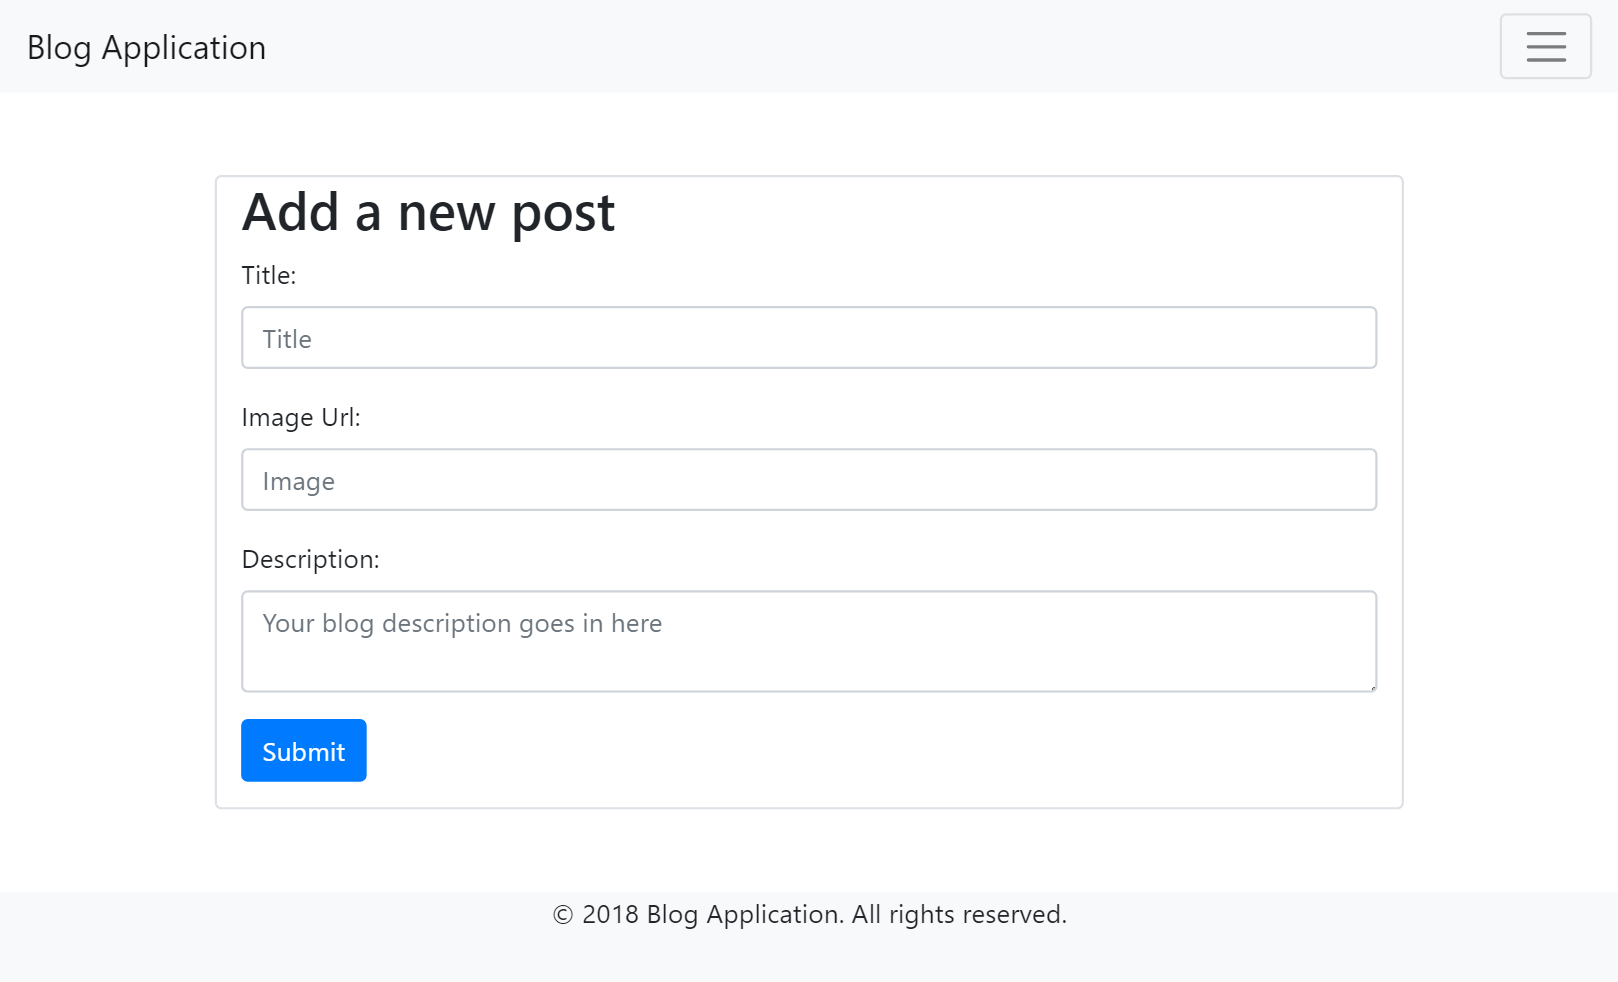 Blog Application
Add a new post
Title:
Title
Image Url:
Image
Description:
Your blog description goes in here
Submit
© 2018 Blog Application. All rights reserved.